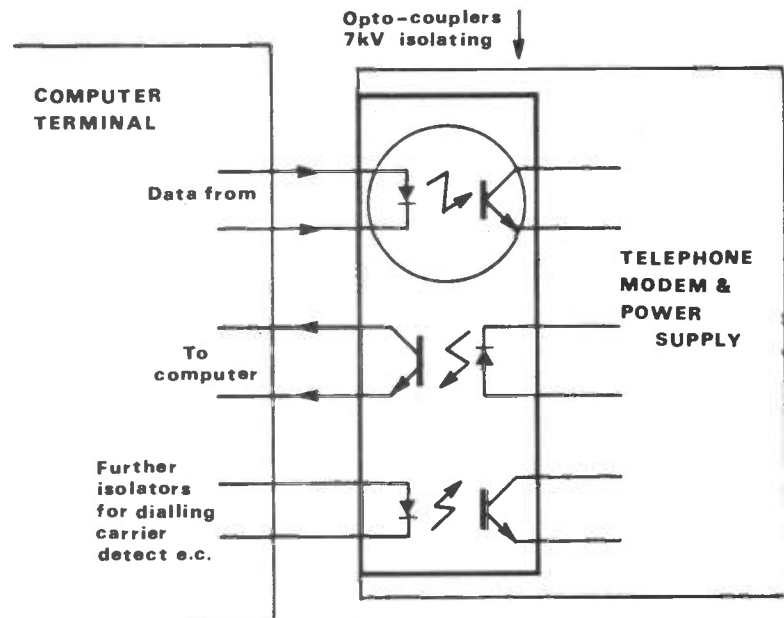 Opto-couplers
7kV isolating
COMPUTER
TERMINAL
Data from
TELEPHONE
MODEM &
POWER
SUPPLY
To
computer
Further
isolators
for dialling
carrier
detect e.c.